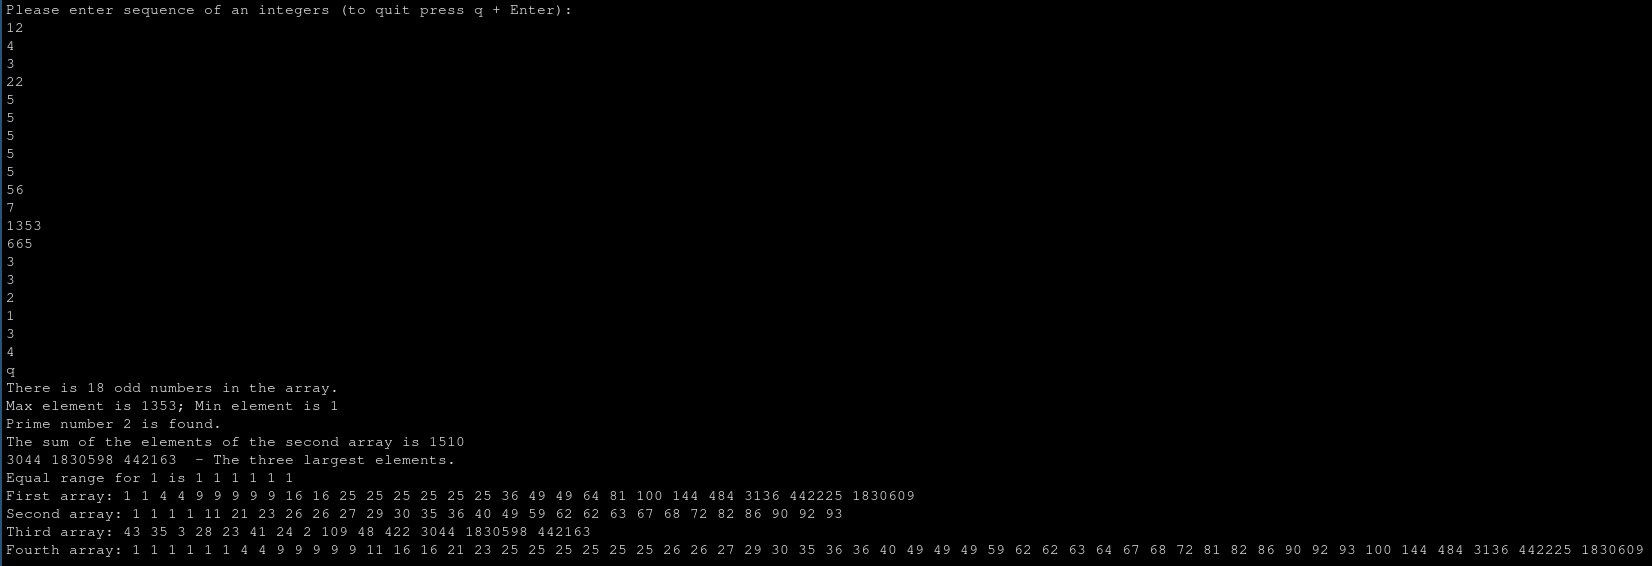 Please enter sequence of an integers (to quit press q + Enter):
12
4
3
22
5
5
5
5
5
56
7
1353
665
3
3
2
1
3
4
q
There is 18 odd numbers in the array.
Max element is 1353; Min element is 1
Prime number 2 is found.
The sum of the elements of the second array is 1510
3044 1830598 442163  - The three largest elements.
Equal range for 1 is 1 1 1 1 1 1
First array: 1 1 4 4 9 9 9 9 9 16 16 25 25 25 25 25 25 36 49 49 64 81 100 144 484 3136 442225 1830609
Second array: 1 1 1 1 11 21 23 26 26 27 29 30 35 36 40 49 59 62 62 63 67 68 72 82 86 90 92 93
Third array: 43 35 3 28 23 41 24 2 109 48 422 3044 1830598 442163
Fourth array: 1 1 1 1 1 1 4 4 9 9 9 9 9 11 16 16 21 23 25 25 25 25 25 25 26 26 27 29 30 35 36 36 40 49 49 49 59 62 62 63 64 67 68 72 81 82 86 90 92 93 100 144 484 3136 442225 1830609